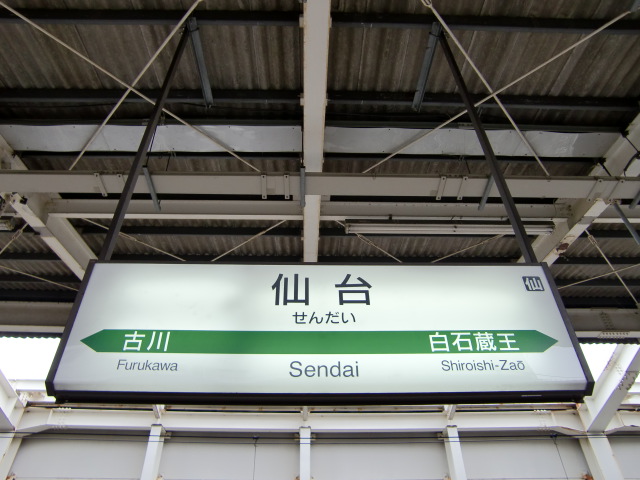 仙台
仙
せんだい
古川 白石蔵王
Furukawa Sendai Shiroishi-Zaō